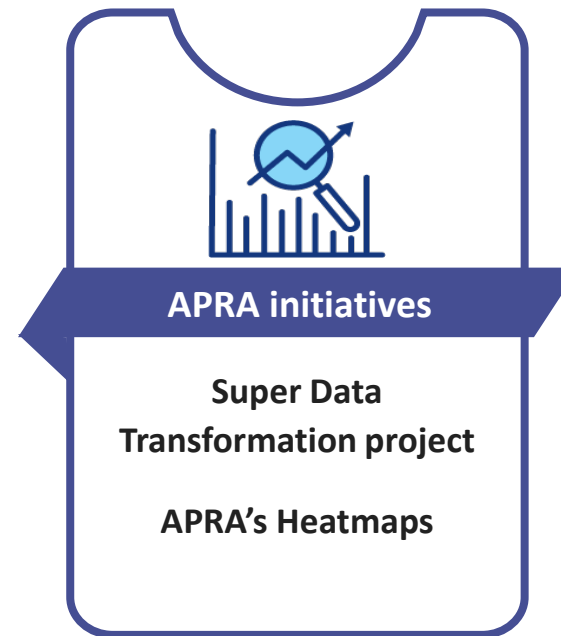 APRA initiatives
Super Data
Transformation project
APRA’s Heatmaps